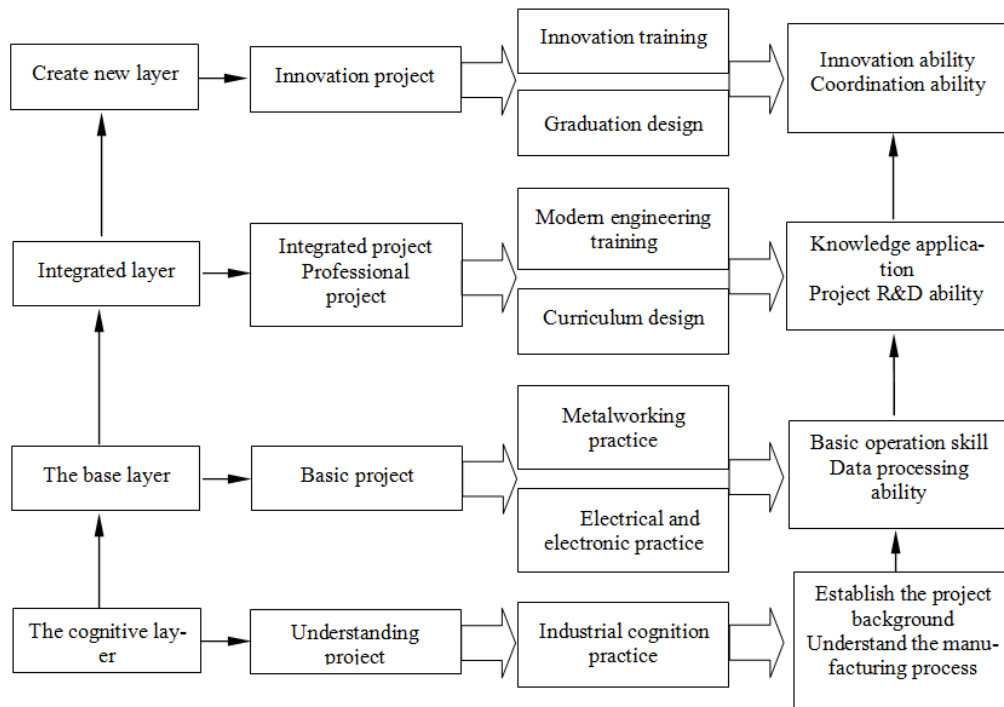 Create new layer
Innovation project
Innovation training
Graduation design
Innovation ability
Coordination ability
Integrated layer
Integrated project
Professional
project
Modern engineering
training
Curriculum design
Knowledge applica-
tion
Project R&D ability
The base layer
Basic project
Metalworking
practice
Electrical and
electronic practice
Basic operation skill
Data processing
ability
The cognitive lay-
er
Understanding
project
Industrial cognition
practice
Establish the project
background
Understand the manu-
facturing process